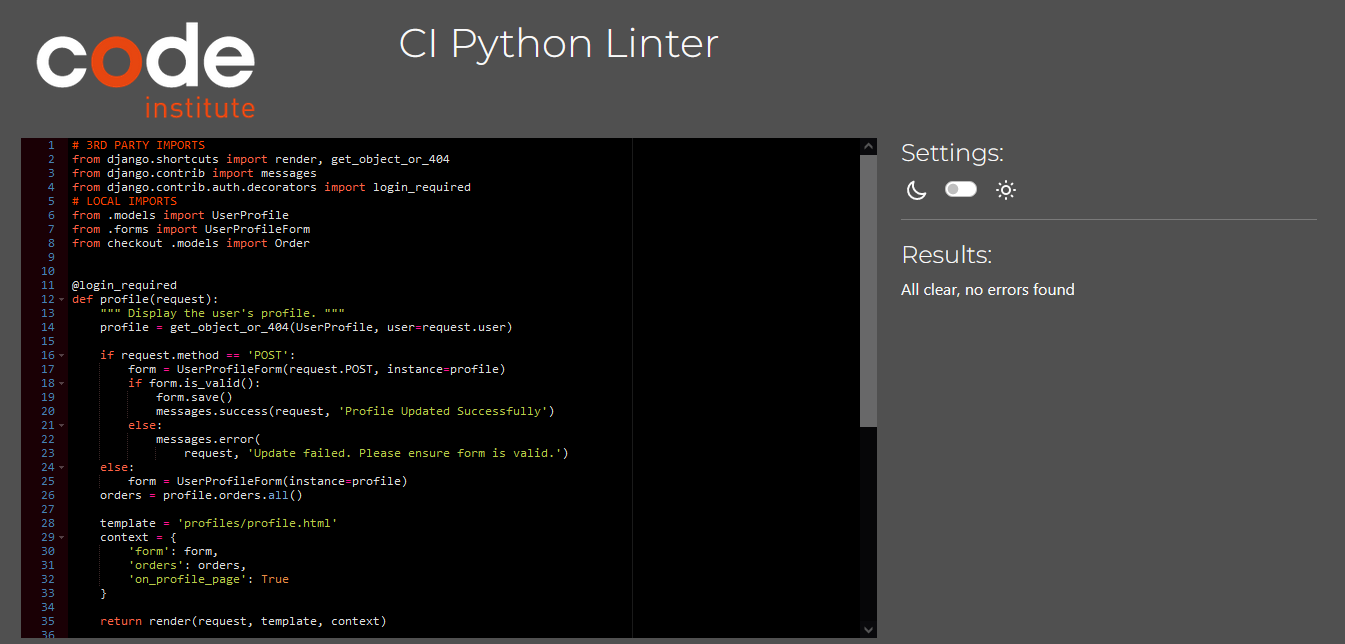 code
institute
CI Python Linter
1 # 3RD PARTY IMPORTS
2 from django.shortcuts import render, get_object_or_404
3 from django.contrib import messages
4 from django.contrib.auth.decorators import login_required
5 # LOCAL IMPORTS
6 from .models import UserProfile
7 from .forms import UserProfileForm
8 from checkout .models import Order
9
10
11 @login_required
12 def profile(request):
13     """ Display the user's profile. """
14     profile = get_object_or_404(UserProfile, user=request.user)
15
16     if request.method == 'POST':
17         form = UserProfileForm(request.POST, instance=profile)
18         if form.is_valid():
19             form.save()
20             messages.success(request, 'Profile Updated Successfully')
21         else:
22             messages.error(
23                 request, 'Update failed. Please ensure form is valid.')
24     else:
25         form = UserProfileForm(instance=profile)
26     orders = profile.orders.all()
27
28     template = 'profiles/profile.html'
29     context = {
30         'form': form,
31         'orders': orders,
32         'on_profile_page': True
33     }
34
35     return render(request, template, context)
36
Settings:
Results:
All clear, no errors found